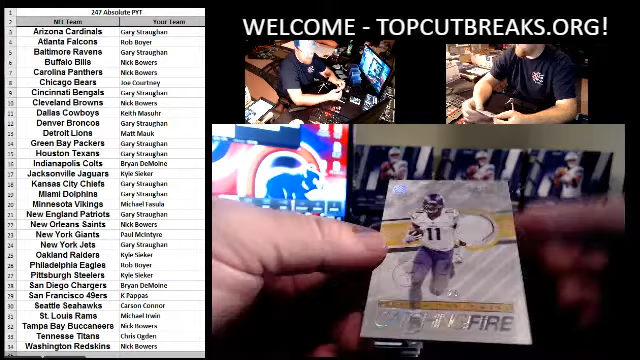 247 Absolute PYT
NFL Team Your Team
Arizona Cardinals Gary Straughan
Atlanta Falcons Rob Boyer
Baltimore Ravens Gary Straughan
Buffalo Bills Nick Bowers
Carolina Panthers Nick Bowers
Chicago Bears Joe Courtney
Cincinnati Bengals Gary Straughan
Cleveland Browns Nick Bowers
Dallas Cowboys Keith Masuhr
Denver Broncos Gary Straughan
Detroit Lions Matt Mauk
Green Bay Packers Gary Straughan
Houston Texans Gary Straughan
Indianapolis Colts Bryan DeMoine
Jacksonville Jaguars Kyle Sieker
Kansas City Chiefs Gary Straughan
Miami Dolphins Gary Straughan
Minnesota Vikings Michael Fasula
New England Patriots Gary Straughan
New Orleans Saints Nick Bowers
New York Giants Paul McIntyre
New York Jets Gary Straughan
Oakland Raiders Kyle Sieker
Philadelphia Eagles Rob Boyer
Pittsburgh Steelers Kyle Sieker
San Diego Chargers Bryan DeMoine
San Francisco 49ers K Pappas
Seattle Seahawks Carson Connor
St. Louis Rams Michael Irwin
Tampa Bay Buccaneers Nick Bowers
Tennesse Titans Chris Ogden
Washington Redskins Nick Bowers
WELCOME - TOPCUTBREAKS.ORG!
11
FIRE